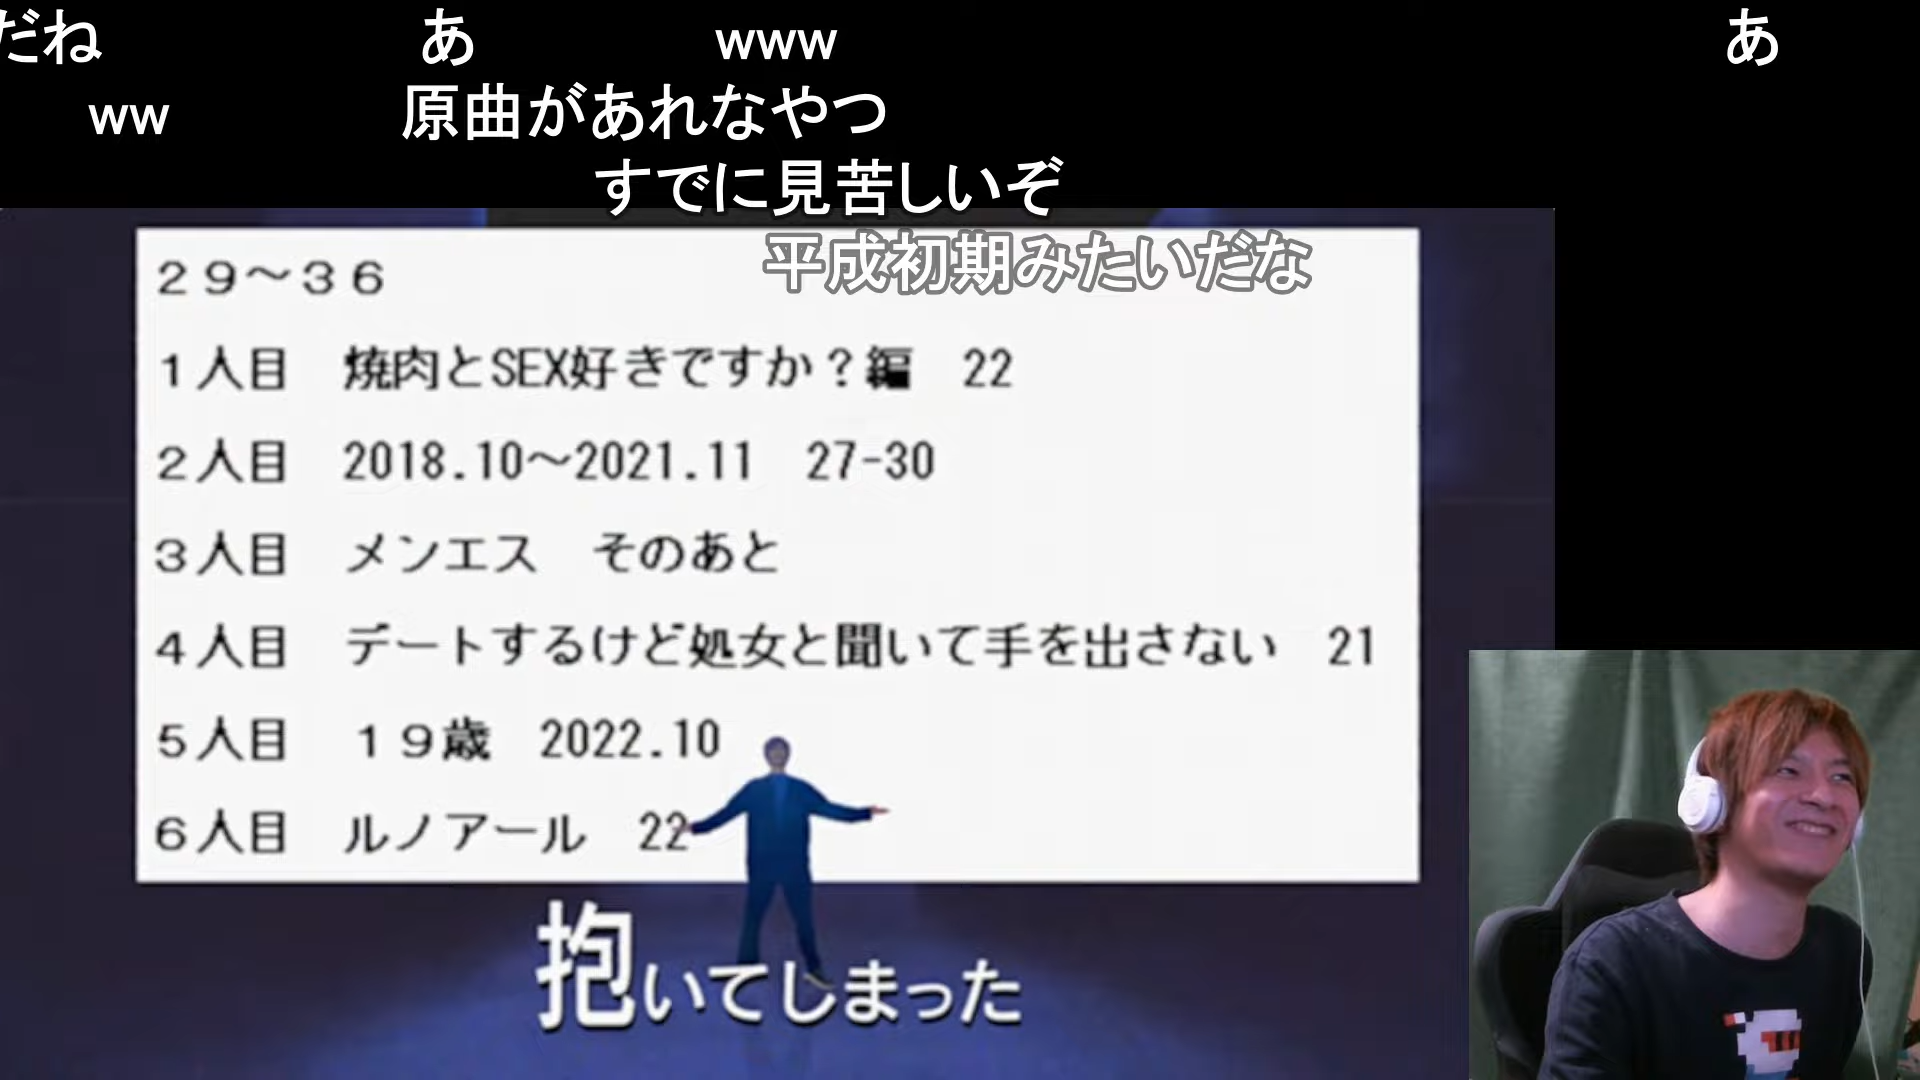 だね　あ　www　あ
ww　原曲があれなやつ
すでに見苦しいぞ
平成初期みたいだな
２９～３６
１人目　焼肉とSEX好きですか？編　22
２人目　2018.10～2021.11　27-30
３人目　メンエス　そのあと
４人目　デートするけど処女と聞いて手を出さない　21
５人目　１９歳　2022.10
６人目　ルノアール　22
抱いてしまった